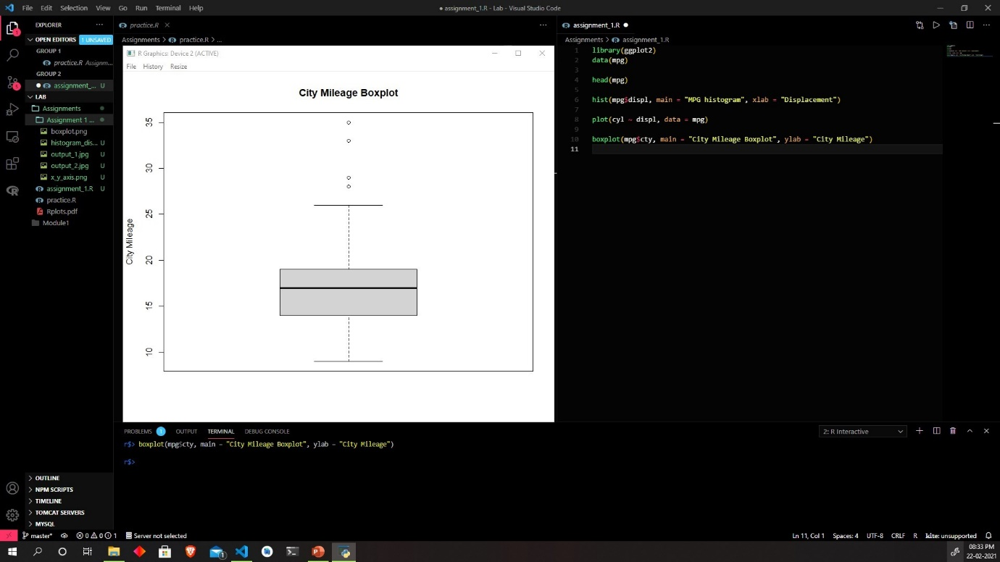 File Edit Selection View Go Run Terminal Help
● assignment_1.R - Lab - Visual Studio Code
EXPLORER
OPEN EDITORS 1 UNSAVED
GROUP 1
practice.R Assignm...
GROUP 2
assignment_... U
LAB
Assignments
Assignment 1 ...
boxplot.png
histogram_dis... U
output_1.jpg U
output_2.jpg U
x_y_axis.png U
assignment_1.R U
practice.R
Rplots.pdf
Module1
OUTLINE
NPM SCRIPTS
TIMELINE
TOMCAT SERVERS
MYSQL
practice.R
Assignments > practice.R > ...
R Graphics: Device 2 (ACTIVE)
File History Resize
City Mileage Boxplot
City Mileage
35
30
25
20
15
10
assignment_1.R
Assignments > assignment_1.R
1 library(ggplot2)
2 data(mpg)
3
4 head(mpg)
5
6 hist(mpg$displ, main = "MPG histogram", xlab = "Displacement")
7
8 plot(cyl ~ displ, data = mpg)
9
10 boxplot(mpg$cty, main = "City Mileage Boxplot", ylab = "City Mileage")
11
PROBLEMS 1 OUTPUT TERMINAL DEBUG CONSOLE
2: R Interactive
r$> boxplot(mpg$cty, main = "City Mileage Boxplot", ylab = "City Mileage")
r$>
master* 0 0 1 Server not selected
Ln 11, Col 1 Spaces: 4 UTF-8 CRLF R kite: unsupported
08:33 PM
22-02-2021